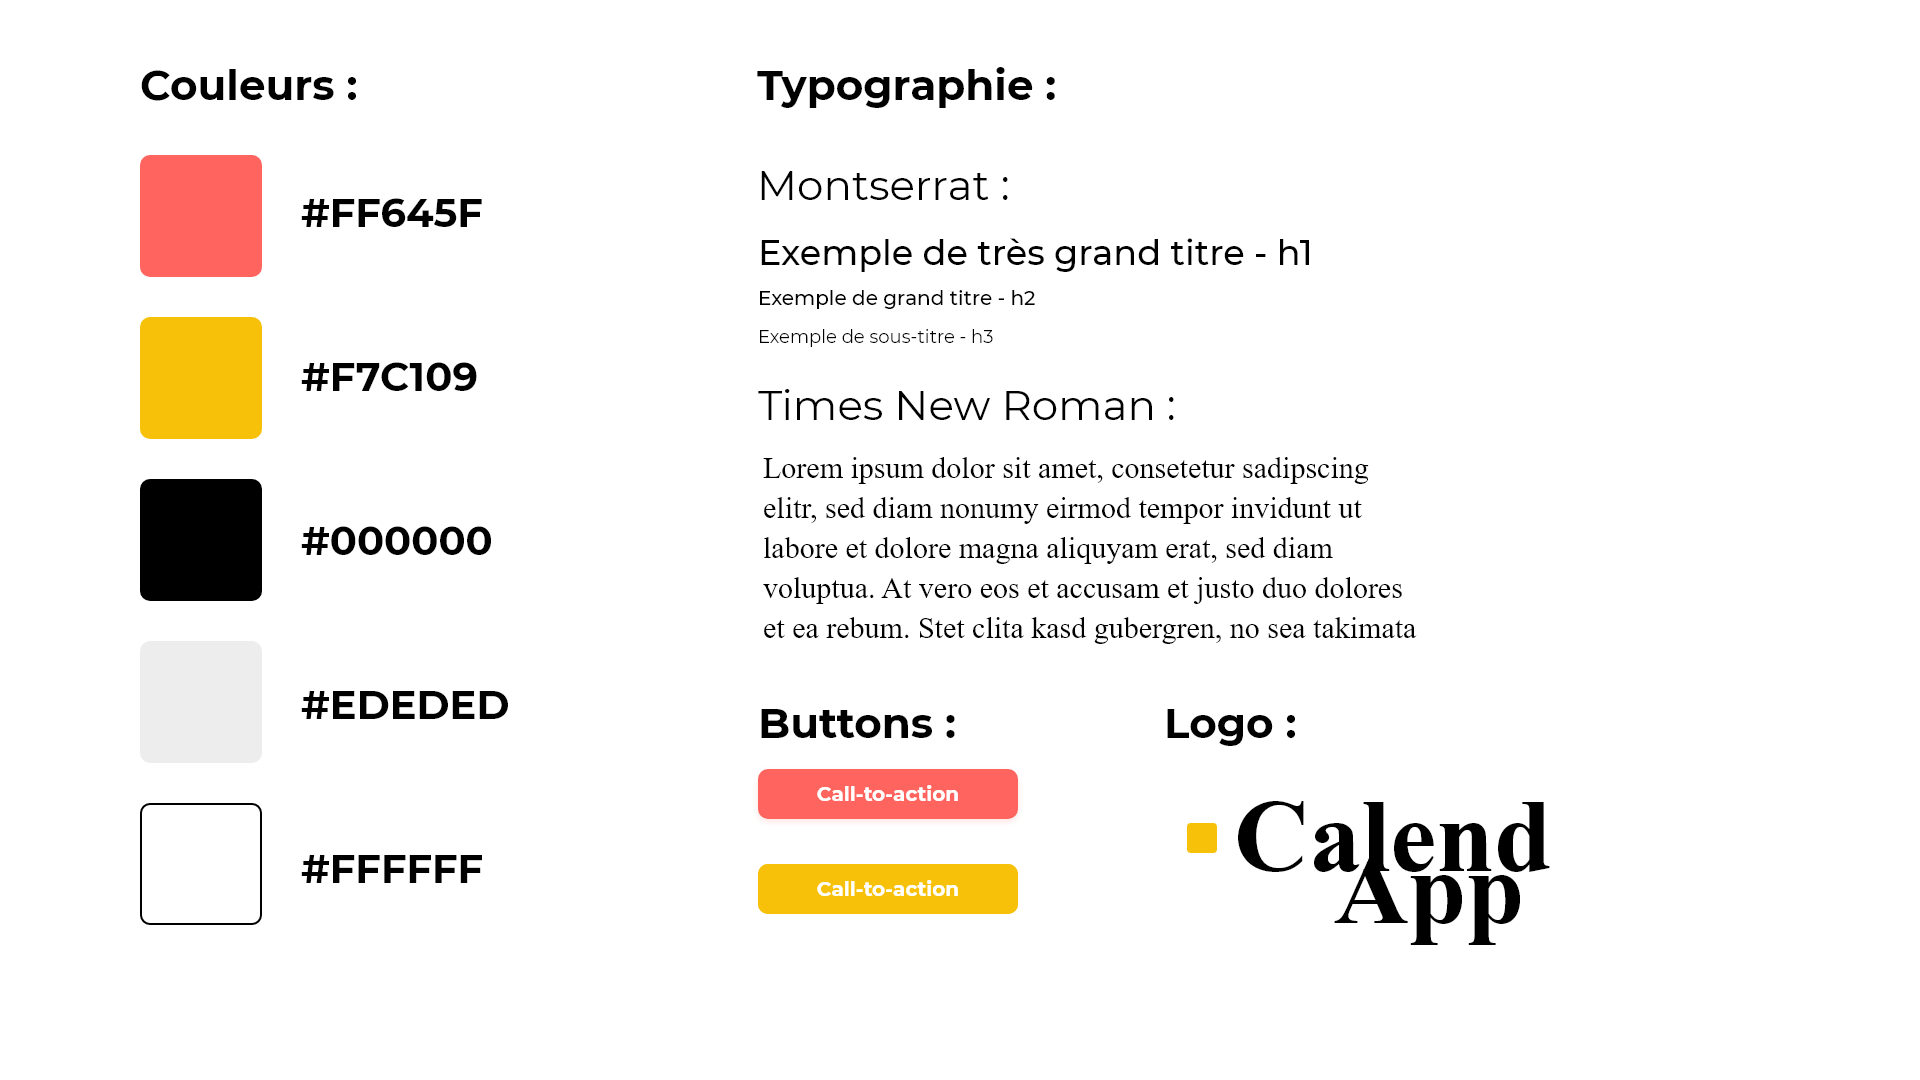 Couleurs :
#FF645F
#F7C109
#000000
#EDEDED
#FFFFFF
Typographie :
Montserrat :
Exemple de très grand titre - h1
Exemple de grand titre - h2
Exemple de sous-titre - h3
Times New Roman :
Lorem ipsum dolor sit amet, consetetur sadipscing
elitr, sed diam nonumy eirmod tempor invidunt ut
labore et dolore magna aliquyam erat, sed diam
voluptua. At vero eos et accusam et justo duo dolores
et ea rebum. Stet clita kasd gubergren, no sea takimata
Buttons :
Call-to-action
Call-to-action
Logo :
Calend
App